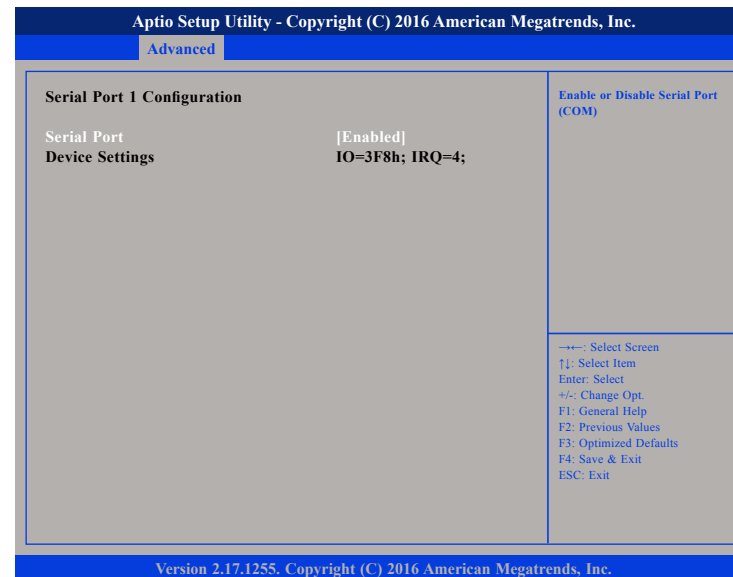 Aptio Setup Utility - Copyright (C) 2016 American Megatrends, Inc.
Advanced
Serial Port 1 Configuration
Serial Port [Enabled]
Device Settings IO=3F8h; IRQ=4;
Enable or Disable Serial Port
(COM)
→←: Select Screen
↑↓: Select Item
Enter: Select
+/-: Change Opt.
F1: General Help
F2: Previous Values
F3: Optimized Defaults
F4: Save & Exit
ESC: Exit
Version 2.17.1255. Copyright (C) 2016 American Megatrends, Inc.